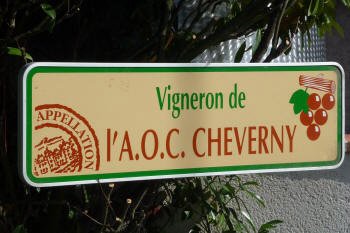 Vigneron de
l'A.O.C. CHEVERNY
APPELLATION